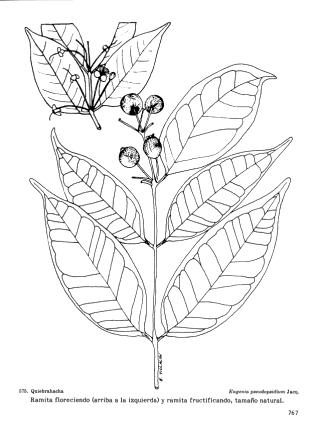 575. Quiebrahacha Eugenia pseudopsidium Jacq.
Ramita floreciendo (arriba a la izquierda) y ramita fructificando, tamaño natural.
767